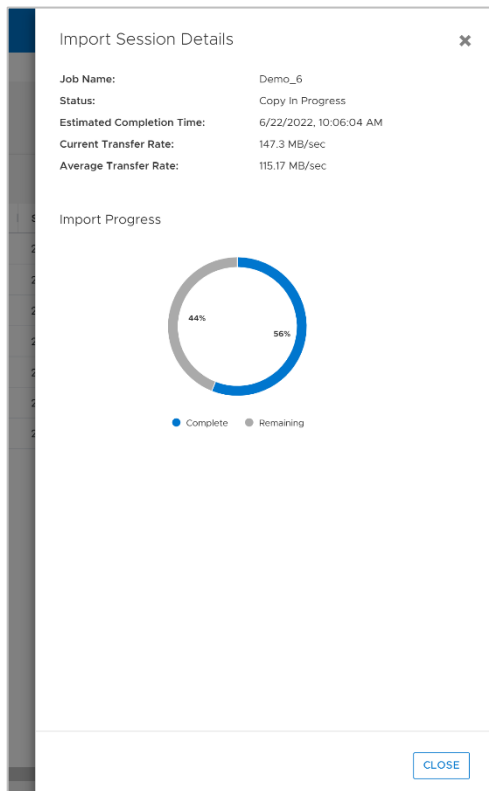 Import Session Details
Job Name: Demo_6
Status: Copy In Progress
Estimated Completion Time: 6/22/2022, 10:06:04 AM
Current Transfer Rate: 147.3 MB/sec
Average Transfer Rate: 115.17 MB/sec
Import Progress
44%
56%
Complete Remaining
CLOSE